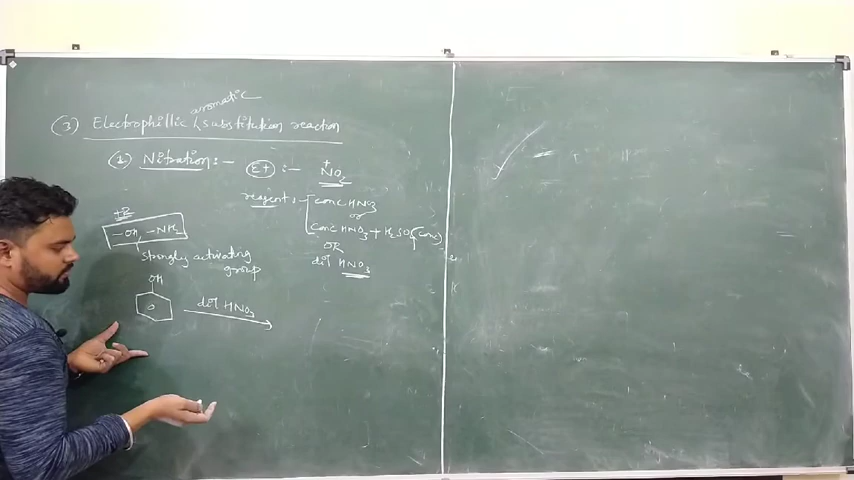 aromatic
(3) Electrophillic substitution reaction
(1) Nitration :- E+ :- +NO2
reagent :- conc HNO3
or
conc HNO3 + H2SO4 (conc)
OR
dil HNO3
+R
-OH, -NH2
strongly activating
group
OH
dil HNO3